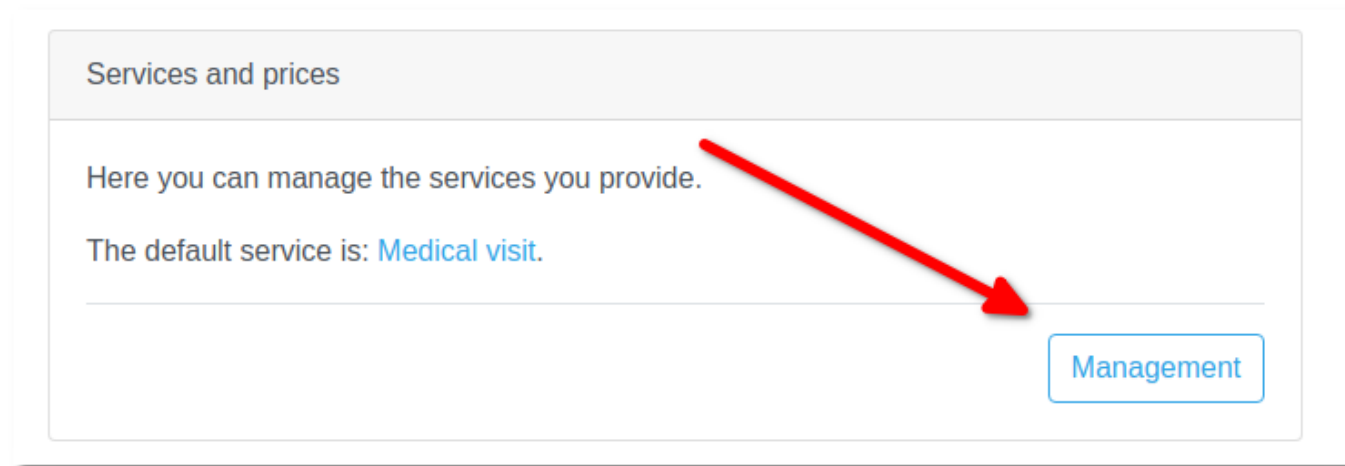 Services and prices
Here you can manage the services you provide.
The default service is: Medical visit.
Management